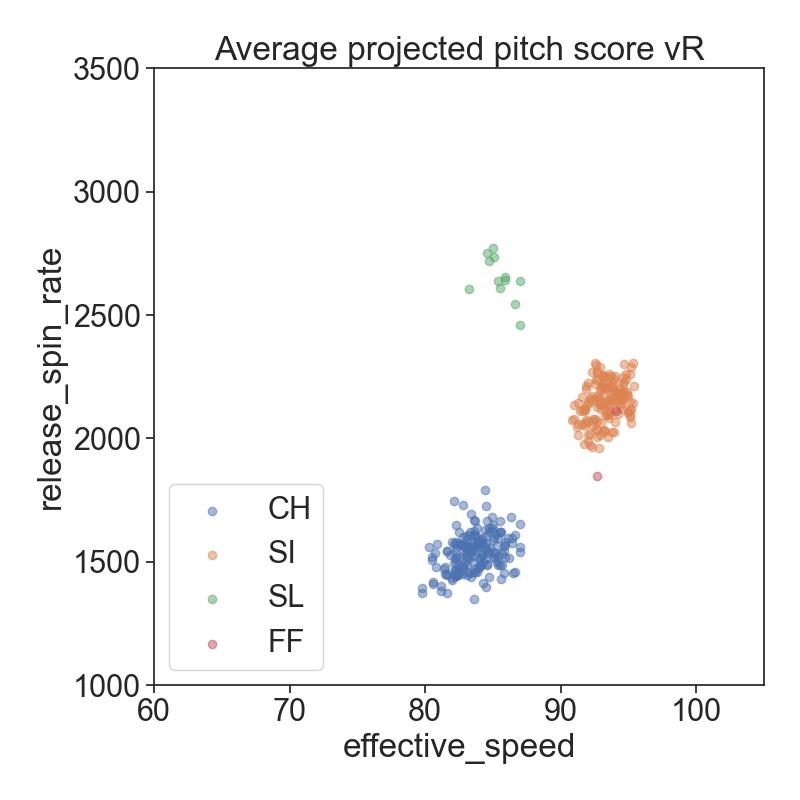 Average projected pitch score vR
3500
3000
2500
2000
1500
1000
release_spin_rate
CH
SI
SL
FF
60
70
80
90
100
effective_speed